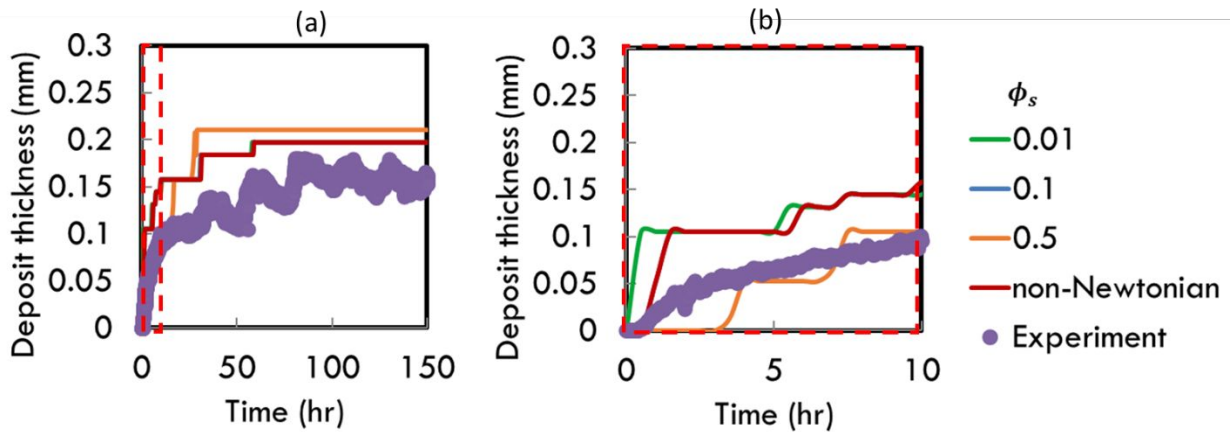 (a)
0.3
0.25
0.2
0.15
0.1
0.05
0
0 50 100 150
Time (hr)
Deposit thickness (mm)
(b)
0.3
0.25
0.2
0.15
0.1
0.05
0
0 5 10
Time (hr)
Deposit thickness (mm)
ϕs
0.01
0.1
0.5
non-Newtonian
Experiment